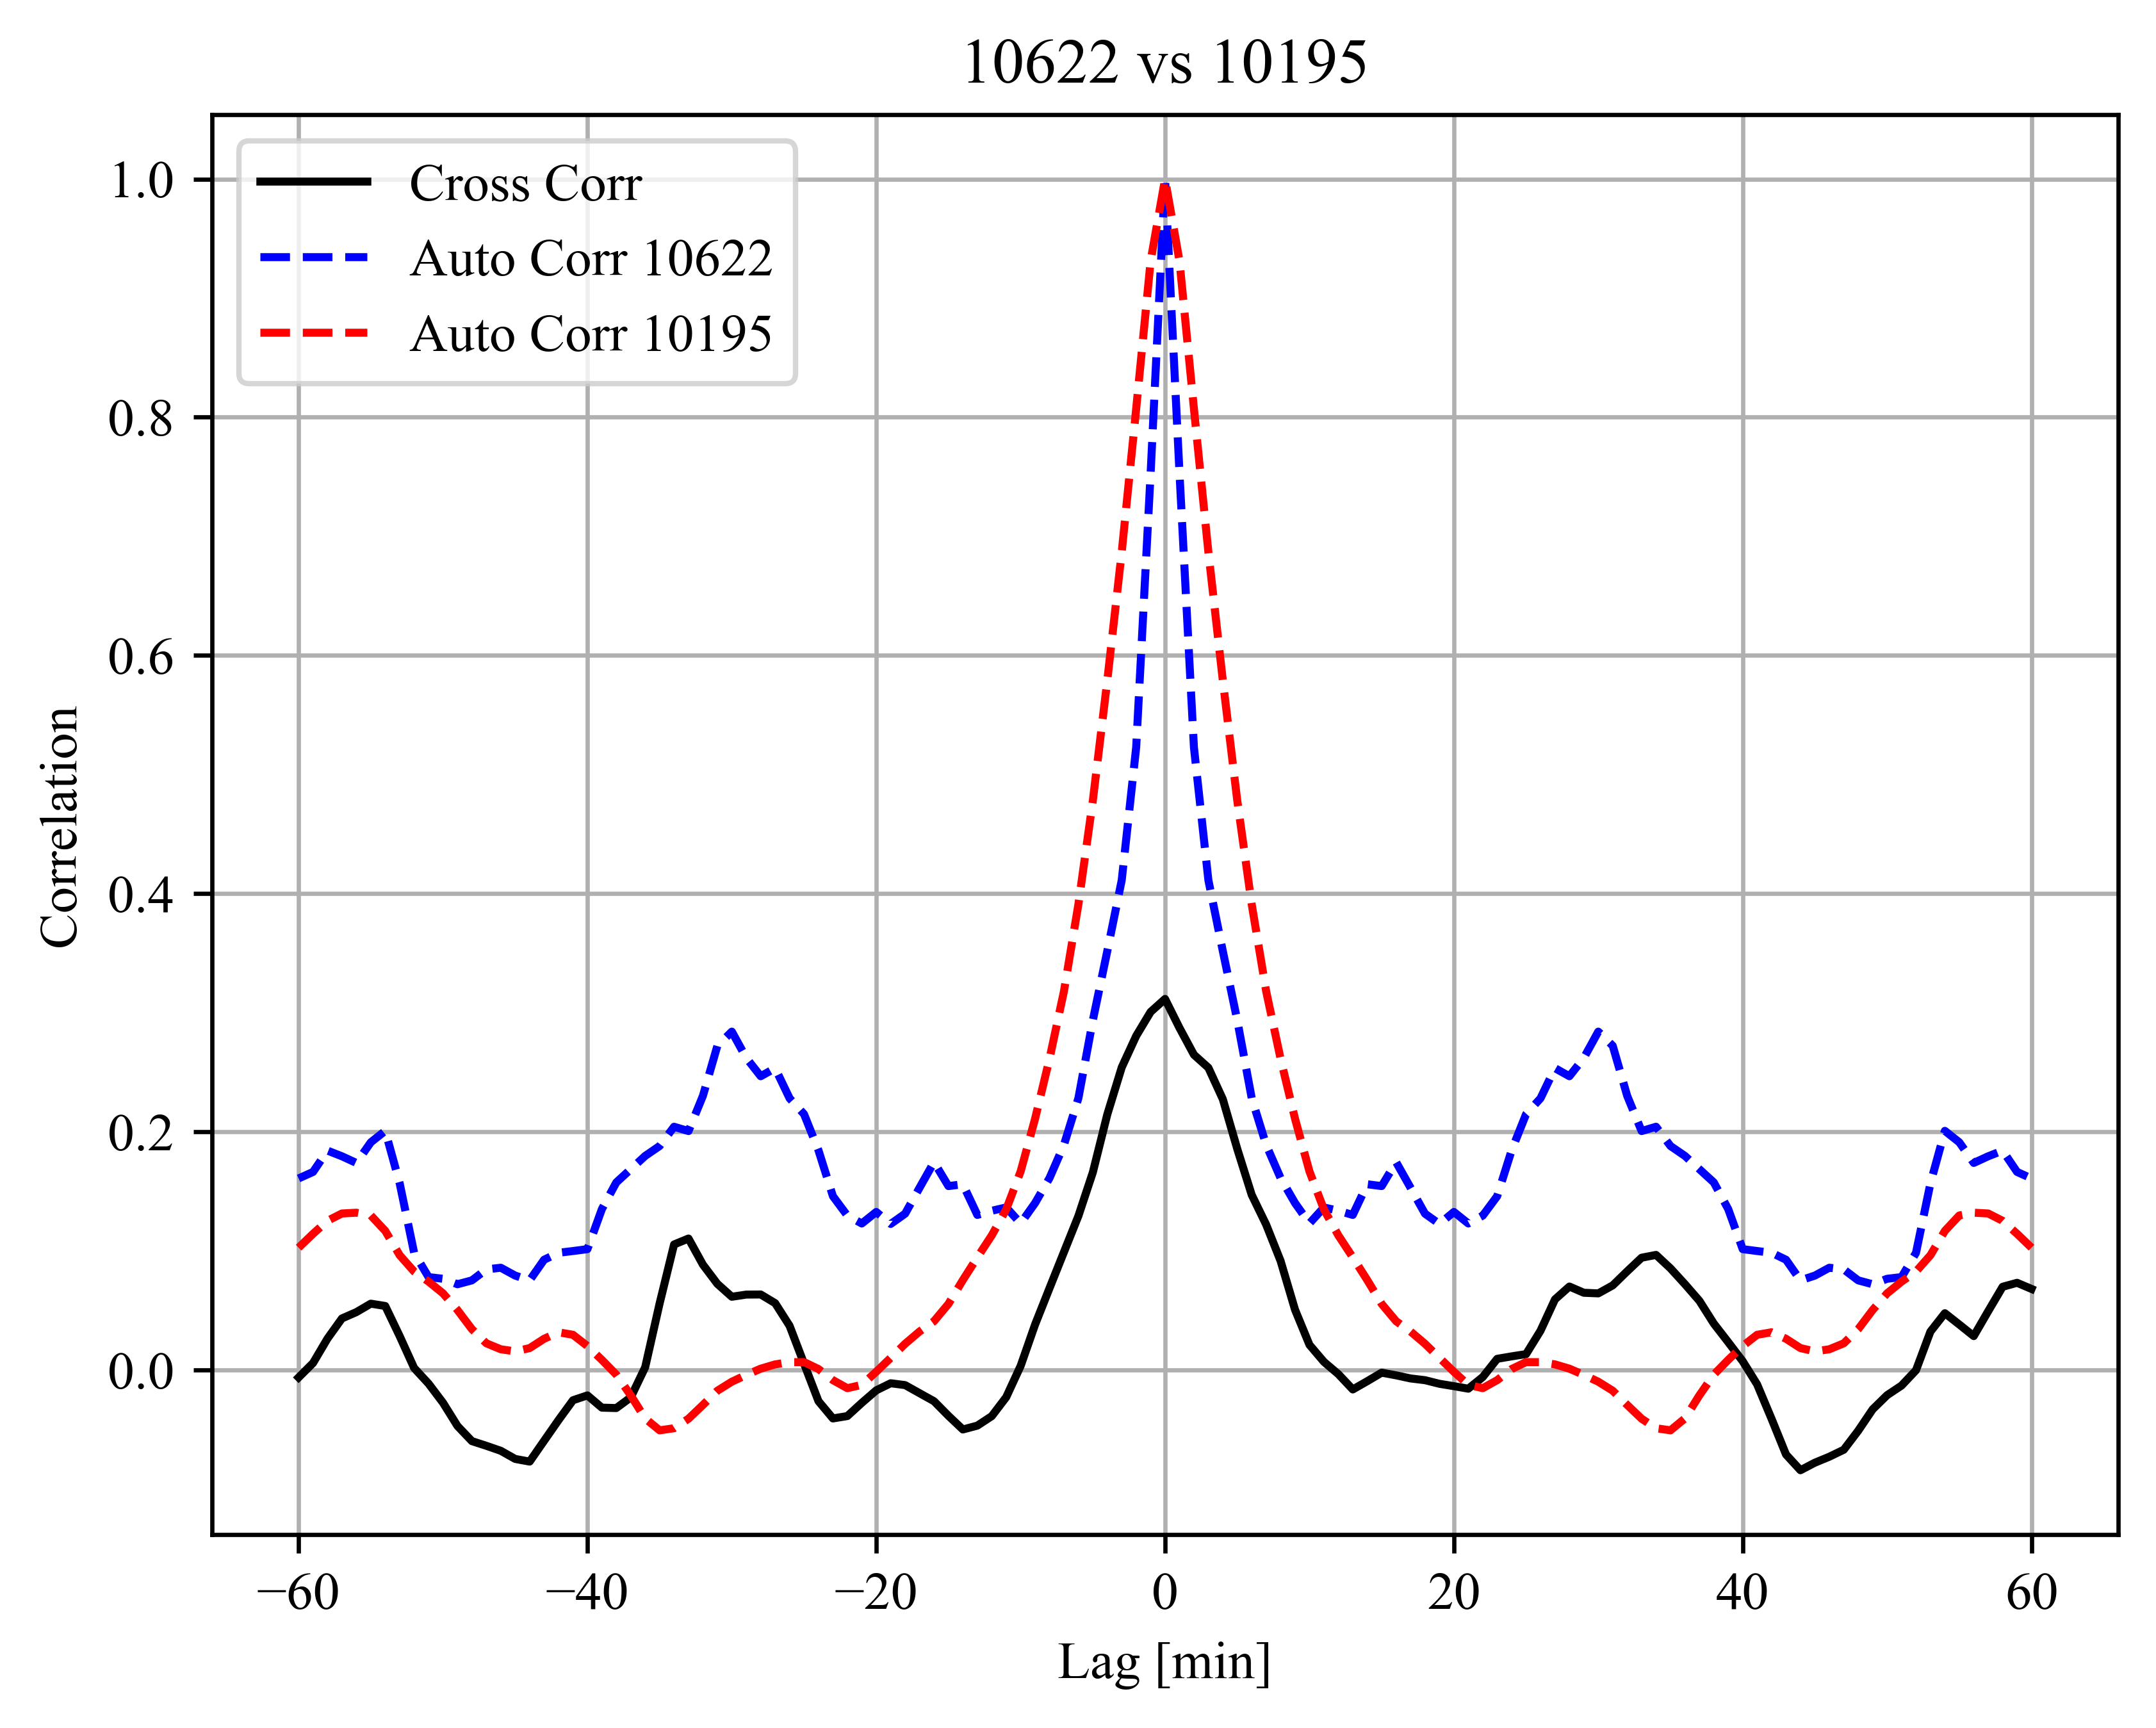 10622 vs 10195
Cross Corr
Auto Corr 10622
Auto Corr 10195
1.0
0.8
0.6
0.4
0.2
0.0
Correlation
−60 −40 −20 0 20 40 60
Lag [min]